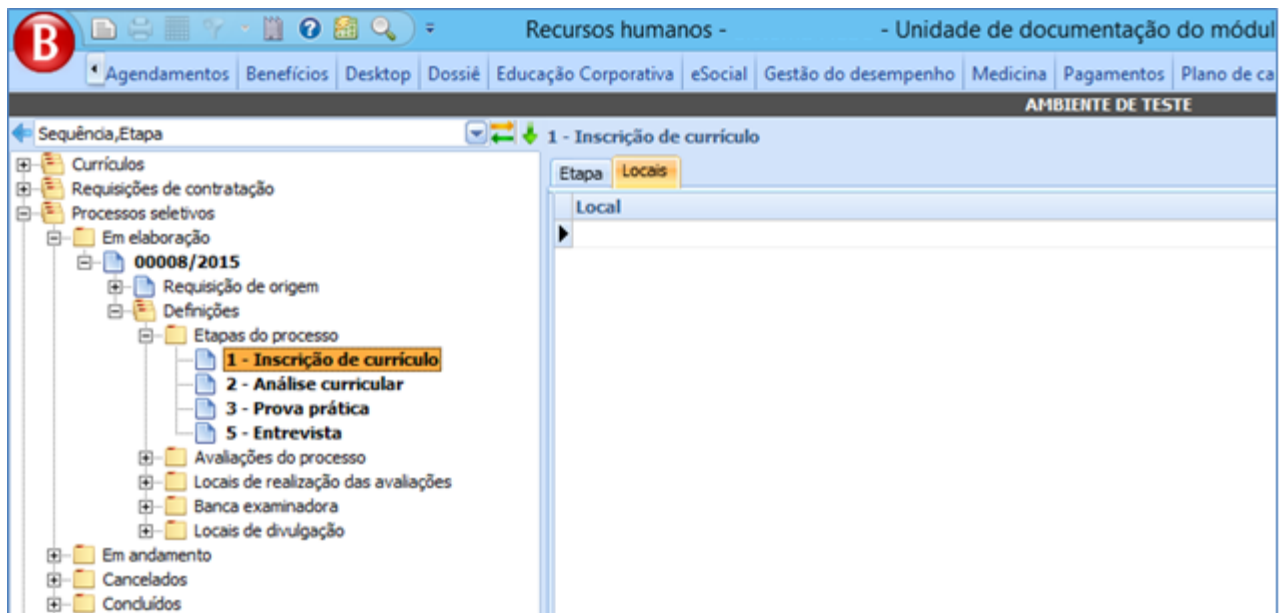 B
Recursos humanos - - Unidade de documentação do módul
Agendamentos Benefícios Desktop Dossiê Educação Corporativa eSocial Gestão do desempenho Medicina Pagamentos Plano de ca
AMBIENTE DE TESTE
Sequência,Etapa
1 - Inscrição de currículo
Etapa Locais
Local
Currículos
Requisições de contratação
Processos seletivos
Em elaboração
00008/2015
Requisição de origem
Definições
Etapas do processo
1 - Inscrição de currículo
2 - Análise curricular
3 - Prova prática
5 - Entrevista
Avaliações do processo
Locais de realização das avaliações
Banca examinadora
Locais de divulgação
Em andamento
Cancelados
Concluídos